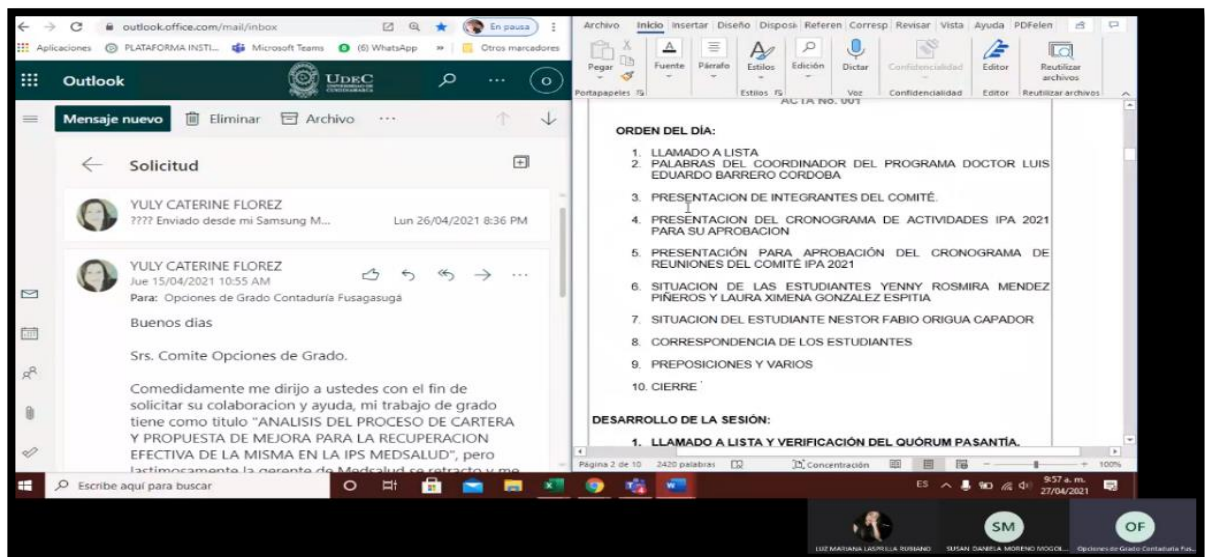 outlook.office.com/mail/inbox
En pausa
Aplicaciones
PLATAFORMA INSTI...
Microsoft Teams
(6) WhatsApp
»
Otros marcadores
Outlook
UDEC
UNIVERSIDAD DE
CUNDINAMARCA
...
O
Mensaje nuevo
Eliminar
Archivo
...
Solicitud
YULY CATERINE FLOREZ
???? Enviado desde mi Samsung M...
Lun 26/04/2021 8:36 PM
YULY CATERINE FLOREZ
Jue 15/04/2021 10:55 AM
Para: Opciones de Grado Contaduría Fusagasugá
Buenos dias
Srs. Comite Opciones de Grado.
Comedidamente me dirijo a ustedes con el fin de
solicitar su colaboracion y ayuda, mi trabajo de grado
tiene como titulo "ANALISIS DEL PROCESO DE CARTERA
Y PROPUESTA DE MEJORA PARA LA RECUPERACION
EFECTIVA DE LA MISMA EN LA IPS MEDSALUD", pero
lastimosamente la gerente de Medsalud se retracto y me
Archivo Inicio Insertar Diseño Disposi Referen Corresp Revisar Vista Ayuda PDFelen
Pegar
Fuente
Párrafo
Estilos
Edición
Dictar
Confidencialidad
Editor
Reutilizar
archivos
Portapapeles
Estilos
Voz
Confidencialidad
Editor
Reutilizar archivos
ACTA No. 001
ORDEN DEL DÍA:
1. LLAMADO A LISTA
2. PALABRAS DEL COORDINADOR DEL PROGRAMA DOCTOR LUIS
EDUARDO BARRERO CORDOBA
3. PRESENTACION DE INTEGRANTES DEL COMITÉ.
4. PRESENTACION DEL CRONOGRAMA DE ACTIVIDADES IPA 2021
PARA SU APROBACION
5. PRESENTACIÓN PARA APROBACIÓN DEL CRONOGRAMA DE
REUNIONES DEL COMITÉ IPA 2021
6. SITUACION DE LAS ESTUDIANTES YENNY ROSMIRA MENDEZ
PIÑEROS Y LAURA XIMENA GONZALEZ ESPITIA
7. SITUACION DEL ESTUDIANTE NESTOR FABIO ORIGUA CAPADOR
8. CORRESPONDENCIA DE LOS ESTUDIANTES
9. PREPOSICIONES Y VARIOS
10. CIERRE
DESARROLLO DE LA SESIÓN:
1. LLAMADO A LISTA Y VERIFICACIÓN DEL QUÓRUM PASANTÍA.
Página 2 de 10
2420 palabras
Concentración
100%
Escribe aquí para buscar
ES
9:57 a. m.
27/04/2021
SM
OF
LUZ MARIANA LASPRILLA RUBIANO
SUSAN DANIELA MORENO MOGOL...
Opciones de Grado Contaduría Fus...